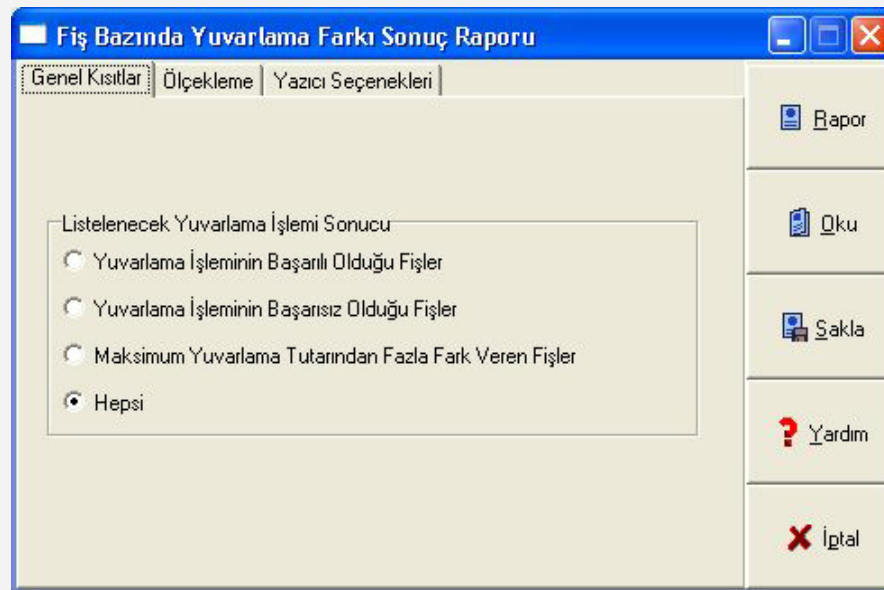 Fiş Bazında Yuvarlama Farkı Sonuç Raporu
Genel Kısıtlar Ölçekleme Yazıcı Seçenekleri
Listelenecek Yuvarlama İşlemi Sonucu
Yuvarlama İşleminin Başarılı Olduğu Fişler
Yuvarlama İşleminin Başarısız Olduğu Fişler
Maksimum Yuvarlama Tutarından Fazla Fark Veren Fişler
Hepsi
Rapor
Oku
Sakla
Yardım
İptal